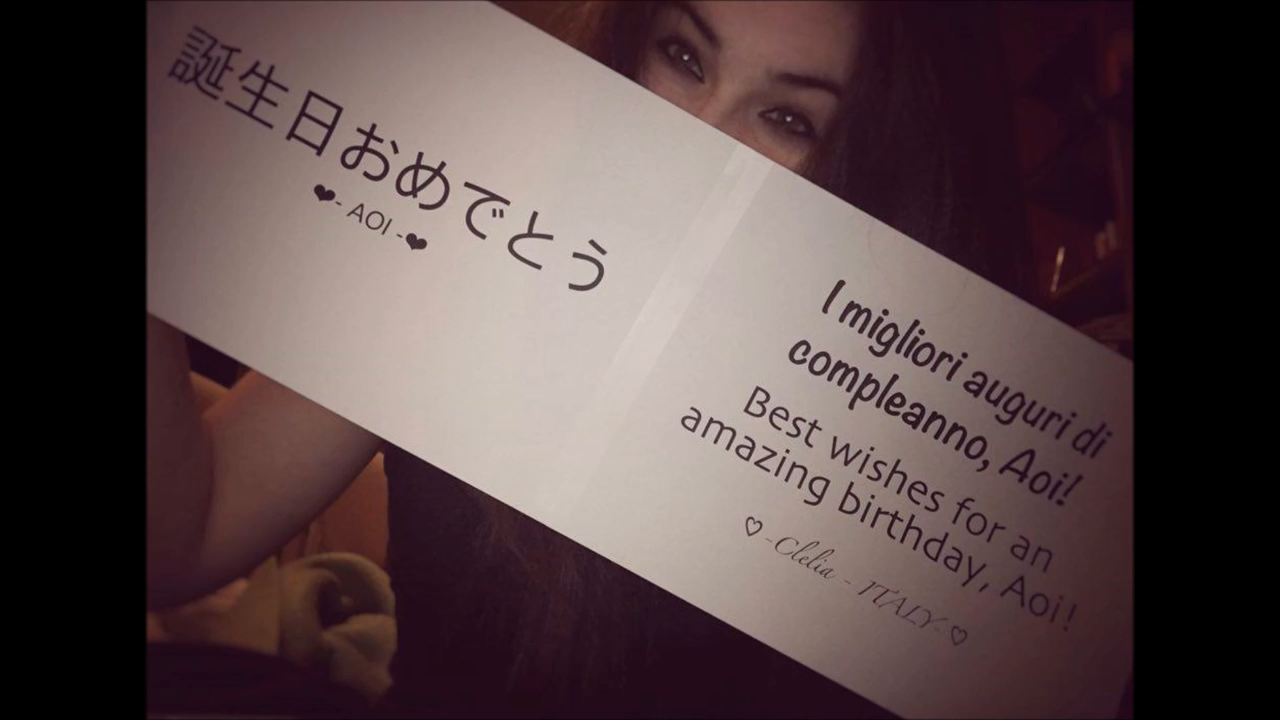 誕生日おめでとう
❤- AOI -❤
I migliori auguri di
compleanno, Aoi!
Best wishes for an
amazing birthday, Aoi!
♡ -Clelia - ITALY- ♡